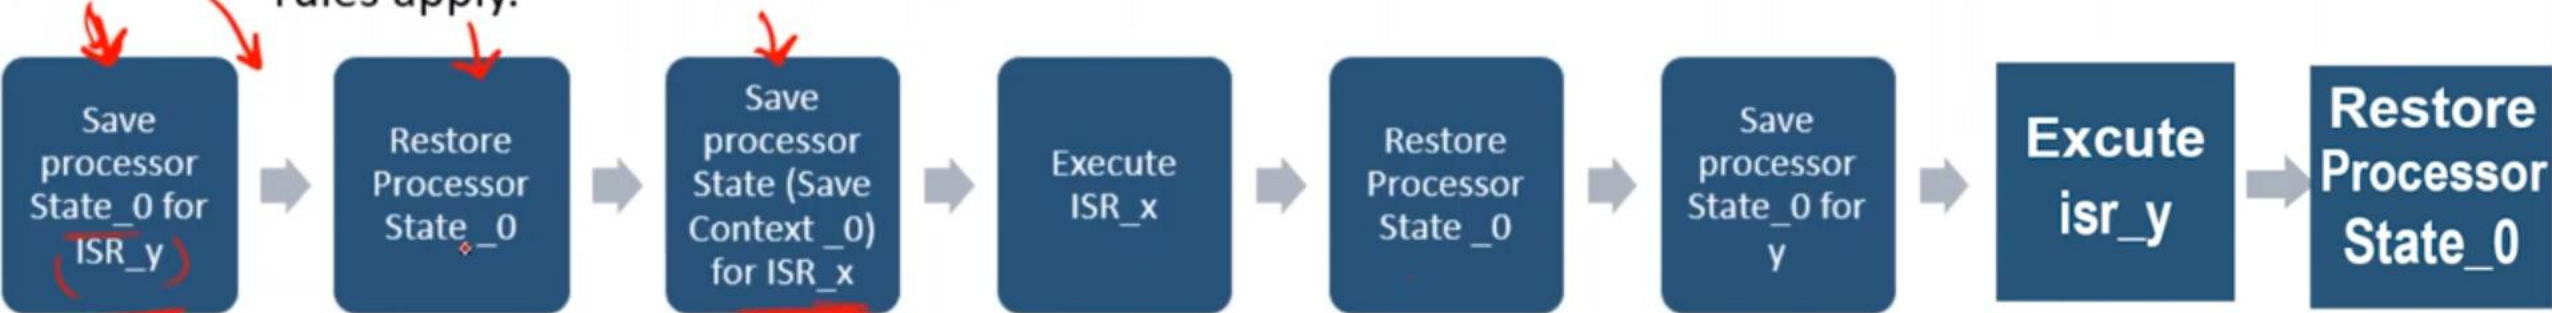 rules apply.
Save
processor
State_0 for
ISR_y
Restore
Processor
State _0
Save
processor
State (Save
Context _0)
for ISR_x
Execute
ISR_x
Restore
Processor
State _0
Save
processor
State_0 for
y
Excute
isr_y
Restore
Processor
State_0